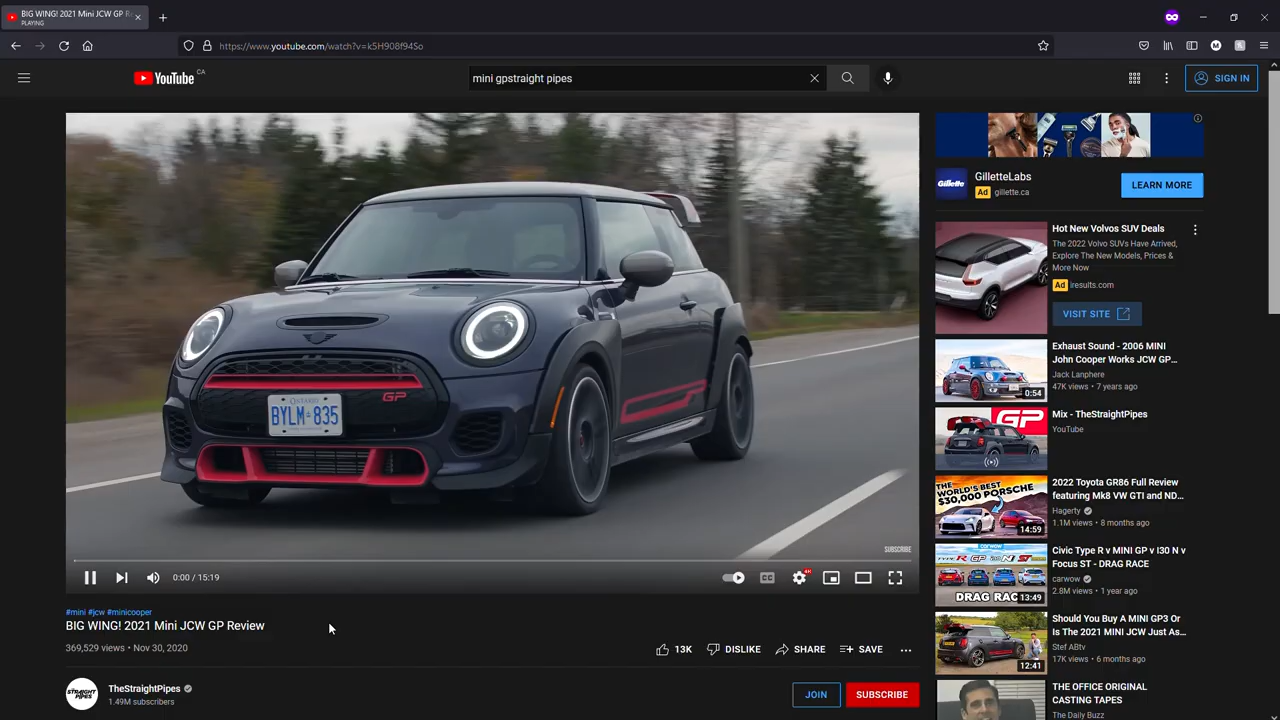 BIG WING! 2021 Mini JCW GP R
PLAYING
https://www.youtube.com/watch?v=k5H908f94So
M
YouTube CA
mini gpstraight pipes
SIGN IN
GP
ONTARIO
BYLM-835
SUBSCRIBE
0:00 / 15:19
CC
4K
#mini #jcw #minicooper
BIG WING! 2021 Mini JCW GP Review
369,529 views • Nov 30, 2020
13K
DISLIKE
SHARE
SAVE
STRAIGHT
PIPES
TheStraightPipes
1.49M subscribers
JOIN
SUBSCRIBE
Gillette
GilletteLabs
Ad gillette.ca
LEARN MORE
Hot New Volvos SUV Deals
The 2022 Volvo SUVs Have Arrived,
Explore The New Models, Prices &
More Now
Ad iresults.com
VISIT SITE
0:54
Exhaust Sound - 2006 MINI
John Cooper Works JCW GP...
Jack Lanphere
47K views • 7 years ago
GP
Mix - TheStraightPipes
YouTube
THE WORLD'S BEST
$30,000 PORSCHE
14:59
2022 Toyota GR86 Full Review
featuring Mk8 VW GTI and ND...
Hagerty
1.1M views • 8 months ago
DRAG RAC
13:49
Civic Type R v MINI GP v I30 N v
Focus ST - DRAG RACE
carwow
2.8M views • 1 year ago
12:41
Should You Buy A MINI GP3 Or
Is The 2021 MINI JCW Just As...
Stef ABtv
17K views • 6 months ago
THE OFFICE ORIGINAL
CASTING TAPES
The Daily Buzz